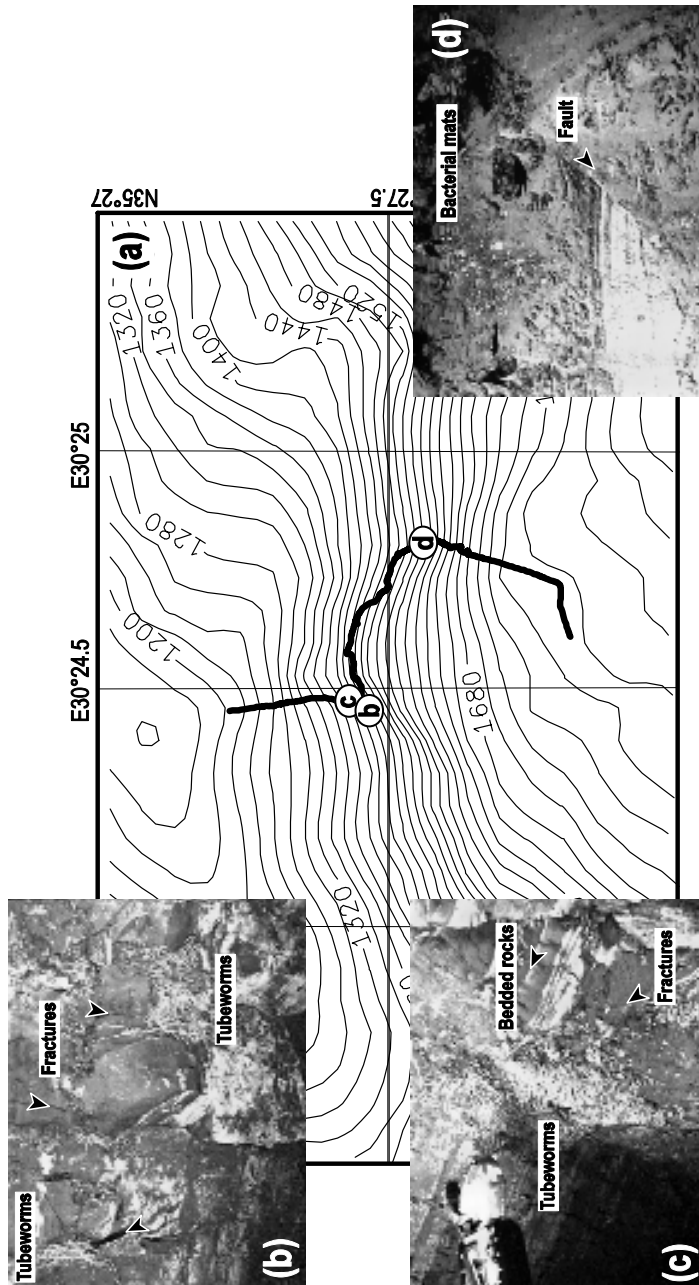 Tubeworms
Fractures
Tubeworms
(b)
E30°24.5
E30°25
N35°27
(a)
1200
1280
1320
1360
1400
1440
1480
1520
1320
1680
°27.5
c
b
d
Bedded rocks
Tubeworms
Fractures
(c)
Bacterial mats
(d)
Fault